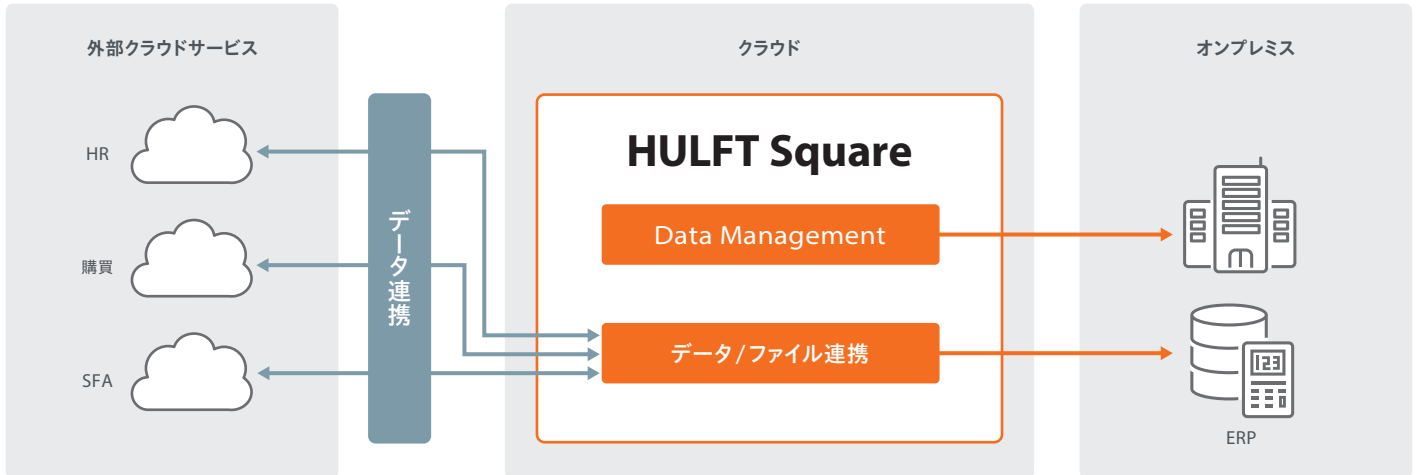 外部クラウドサービス
HR
購買
SFA
データ連携
クラウド
HULFT Square
Data Management
データ/ファイル連携
オンプレミス
123
ERP